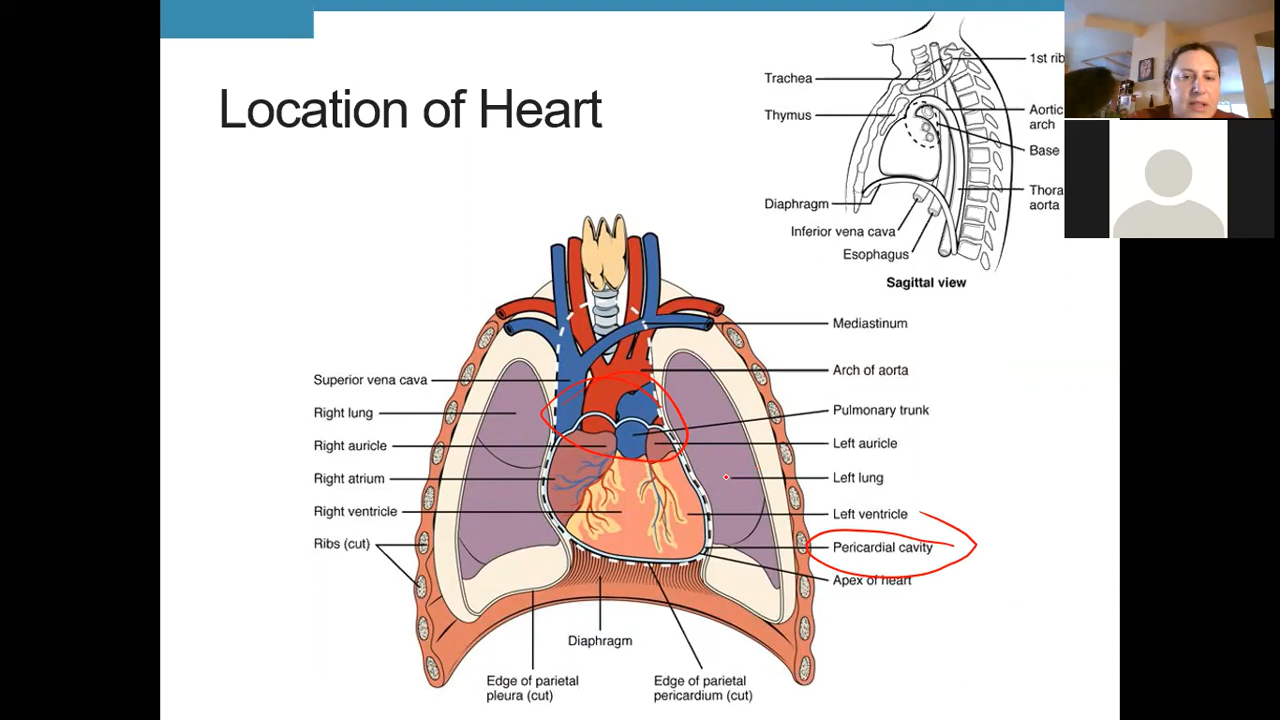 Location of Heart
Trachea
Thymus
Diaphragm
Inferior vena cava
Esophagus
1st rib
Aortic
arch
Base
Thora
aorta
Sagittal view
Superior vena cava
Right lung
Right auricle
Right atrium
Right ventricle
Ribs (cut)
Mediastinum
Arch of aorta
Pulmonary trunk
Left auricle
Left lung
Left ventricle
Pericardial cavity
Apex of heart
Diaphragm
Edge of parietal
pleura (cut)
Edge of parietal
pericardium (cut)